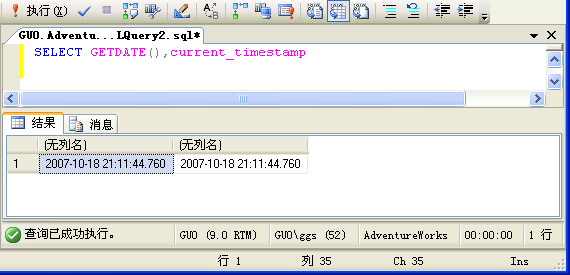 执行(X)
GUO.Adventu...LQuery2.sql*
SELECT GETDATE(),current_timestamp
结果 消息
(无列名) (无列名)
1 2007-10-18 21:11:44.760 2007-10-18 21:11:44.760
查询已成功执行。 GUO (9.0 RTM) GUO\ggs (52) AdventureWorks 00:00:00 1 行
行 1 列 35 Ch 35 Ins